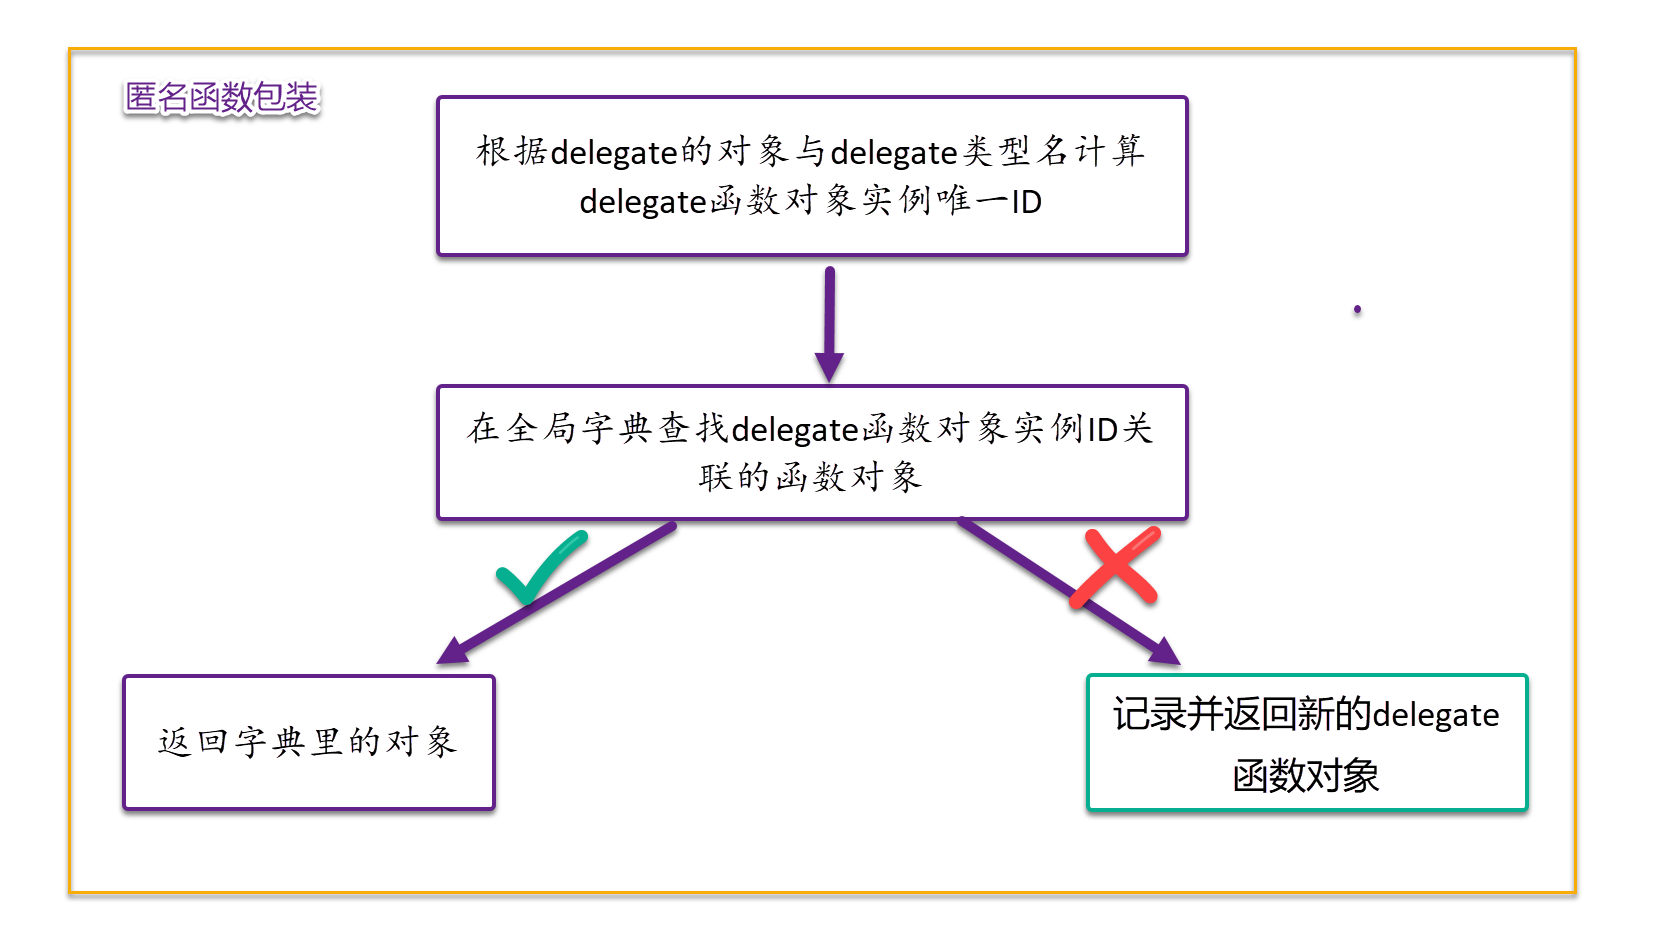 匿名函数包装
根据delegate的对象与delegate类型名计算
delegate函数对象实例唯一ID
在全局字典查找delegate函数对象实例ID关
联的函数对象
返回字典里的对象
记录并返回新的delegate
函数对象